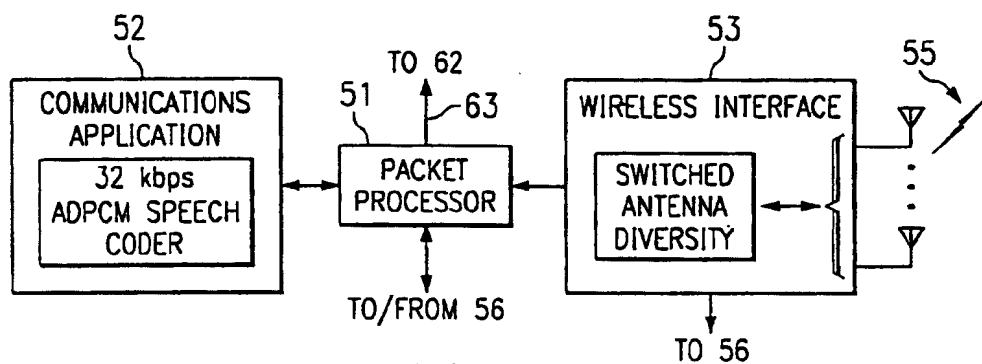 52
COMMUNICATIONS
APPLICATION
32 kbps
ADPCM SPEECH
CODER
TO 62
51
63
PACKET
PROCESSOR
TO/FROM 56
53
WIRELESS INTERFACE
SWITCHED
ANTENNA
DIVERSITY
TO 56
55